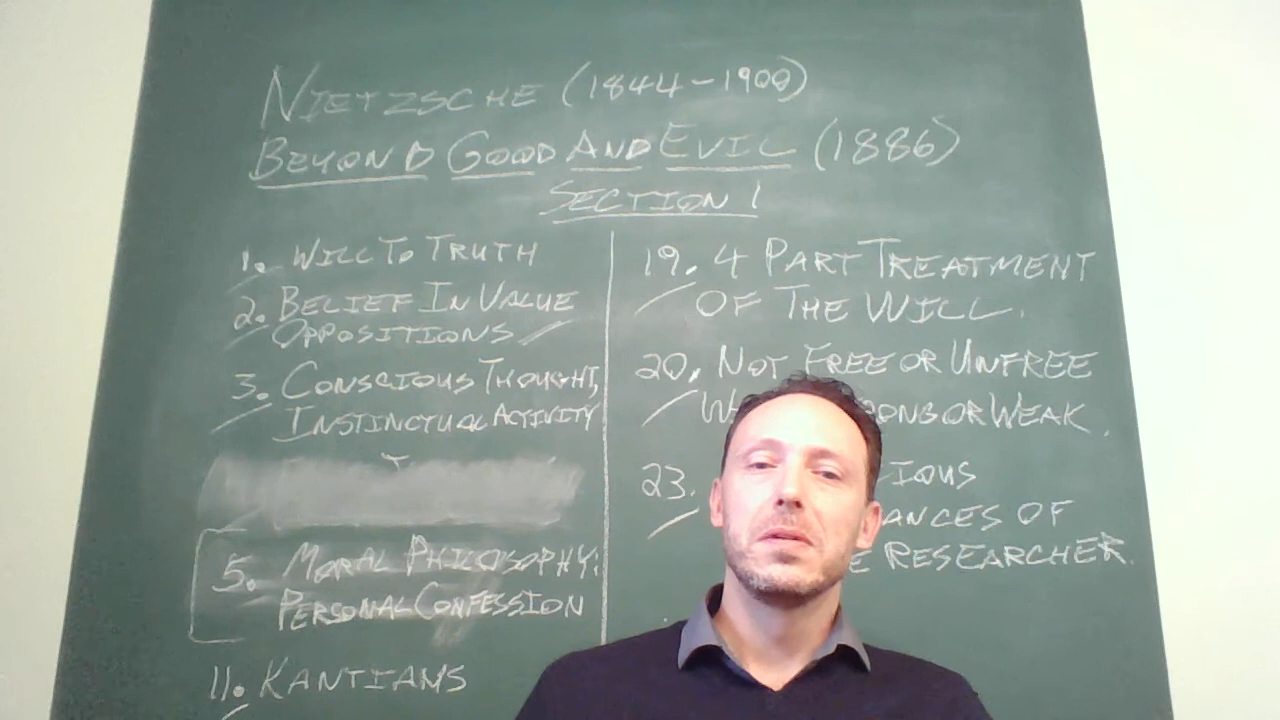 NIETZSCHE (1844-1900)
BEYOND GOOD AND EVIL (1886)
SECTION 1
1. WILL TO TRUTH
2. BELIEF IN VALUE
OPPOSITIONS
3. CONSCIOUS THOUGHT,
INSTINCTUAL ACTIVITY
5. MORAL PHILOSOPHY:
PERSONAL CONFESSION
11. KANTIANS
19. 4 PART TREATMENT
OF THE WILL.
20. NOT FREE OR UNFREE
OR WEAK.
23.
RESEARCHER.